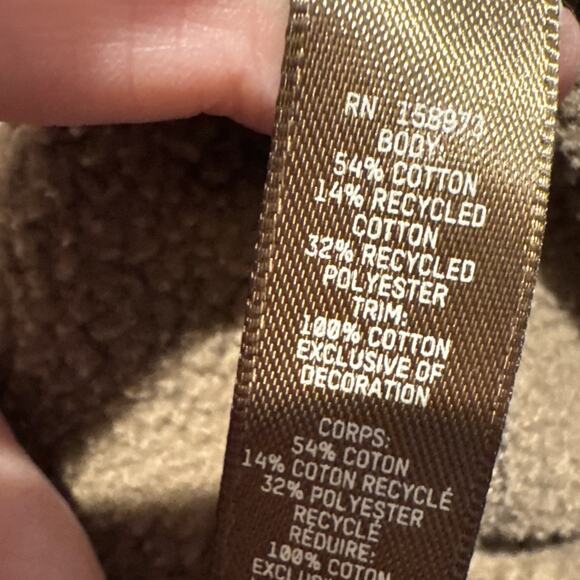 RN 158973
BODY:
54% COTTON
14% RECYCLED
COTTON
32% RECYCLED
POLYESTER
TRIM:
100% COTTON
EXCLUSIVE OF
DECORATION
CORPS:
54% COTON
14% COTON RECYCLÉ
32% POLYESTER
RECYCLÉ
RÉDUIRE:
100% COTON